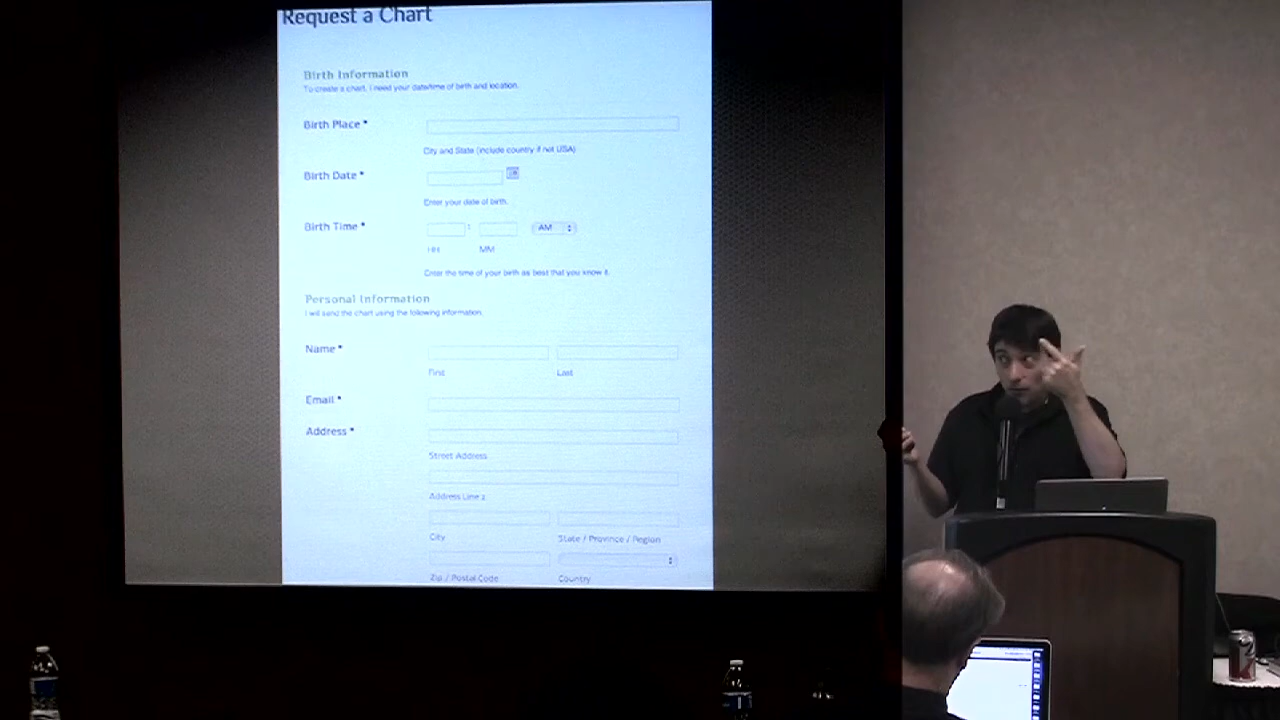 Request a Chart
Birth Information
To create a chart, I need your date/time of birth and location.
Birth Place *
City and State (include country if not USA)
Birth Date *
Enter your date of birth.
Birth Time *
:
AM
MM
Enter the time of your birth as best that you know it.
Personal Information
I will send the chart using the following information.
Name *
First Last
Email *
Address *
Street Address
Address Line 2
City State / Province / Region
Zip / Postal Code Country